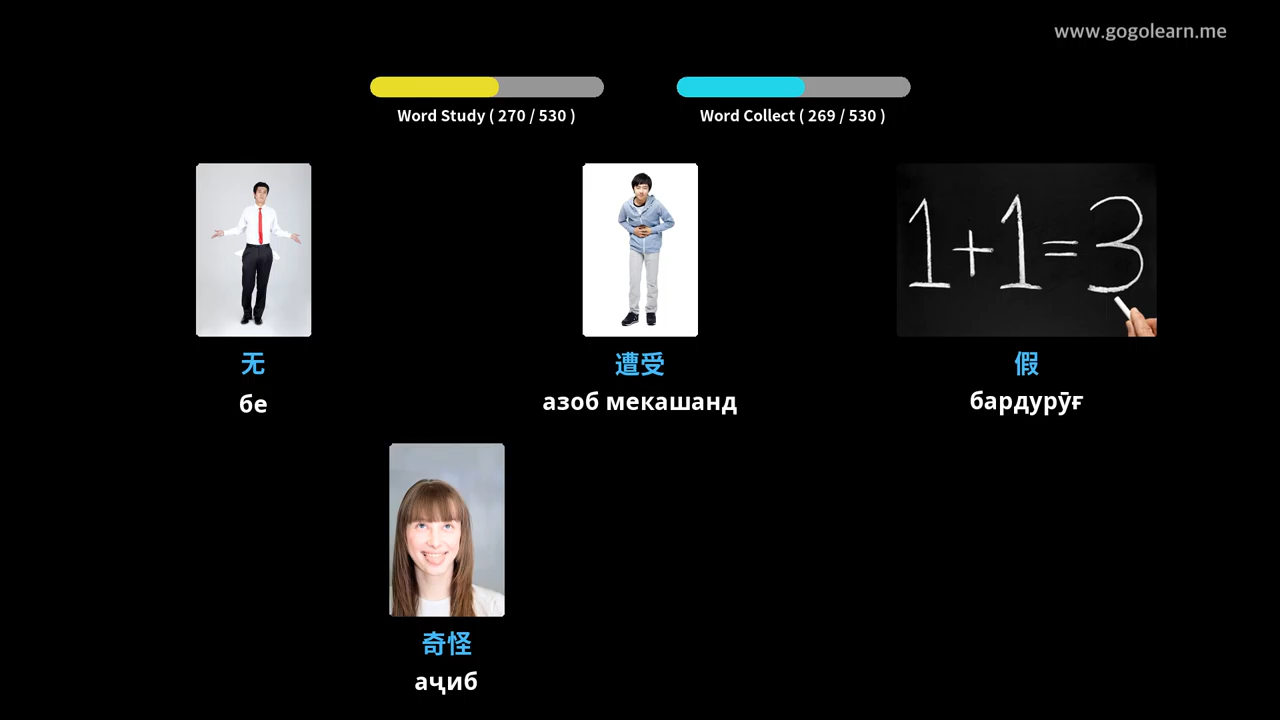 www.gogolearn.me
Word Study ( 270 / 530 )
Word Collect ( 269 / 530 )
1+1=3
无
бе
遭受
азоб мекашанд
假
бардурӯғ
奇怪
аҷиб